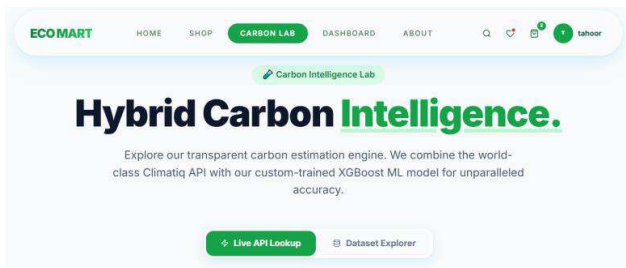 ECO MART HOME SHOP CARBON LAB DASHBOARD ABOUT 2 T tahoor
Carbon Intelligence Lab
Hybrid Carbon Intelligence.
Explore our transparent carbon estimation engine. We combine the world-
class Climatiq API with our custom-trained XGBoost ML model for unparalleled
accuracy.
Live API Lookup Dataset Explorer